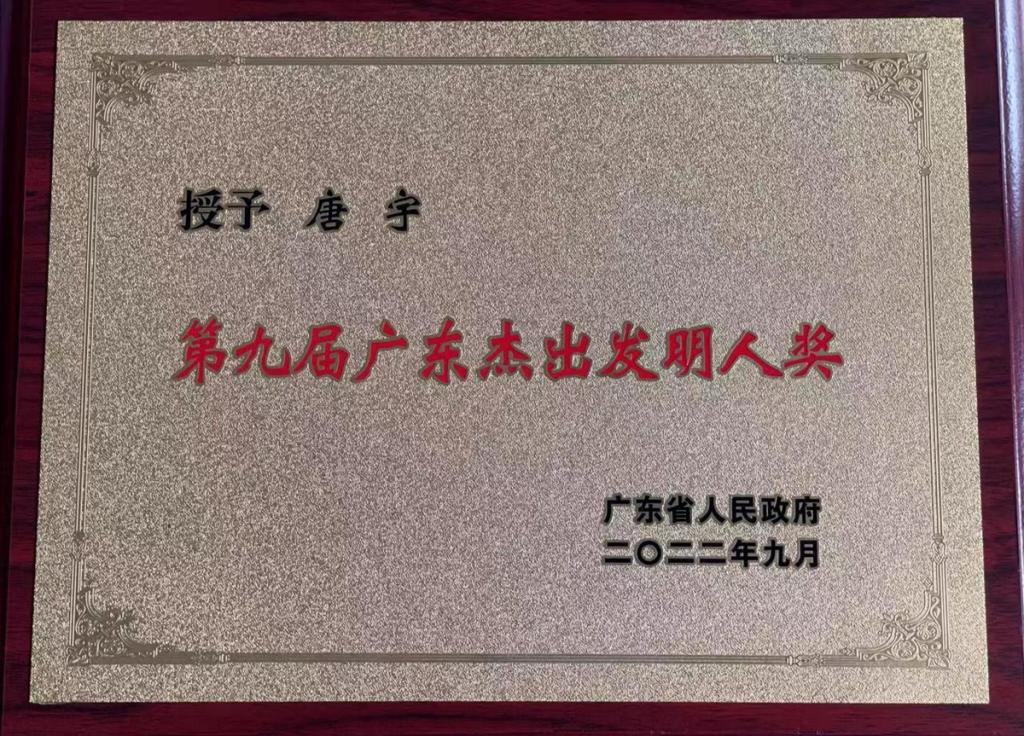 授予 唐宇
第九届广东杰出发明人奖
广东省人民政府
二〇二二年九月